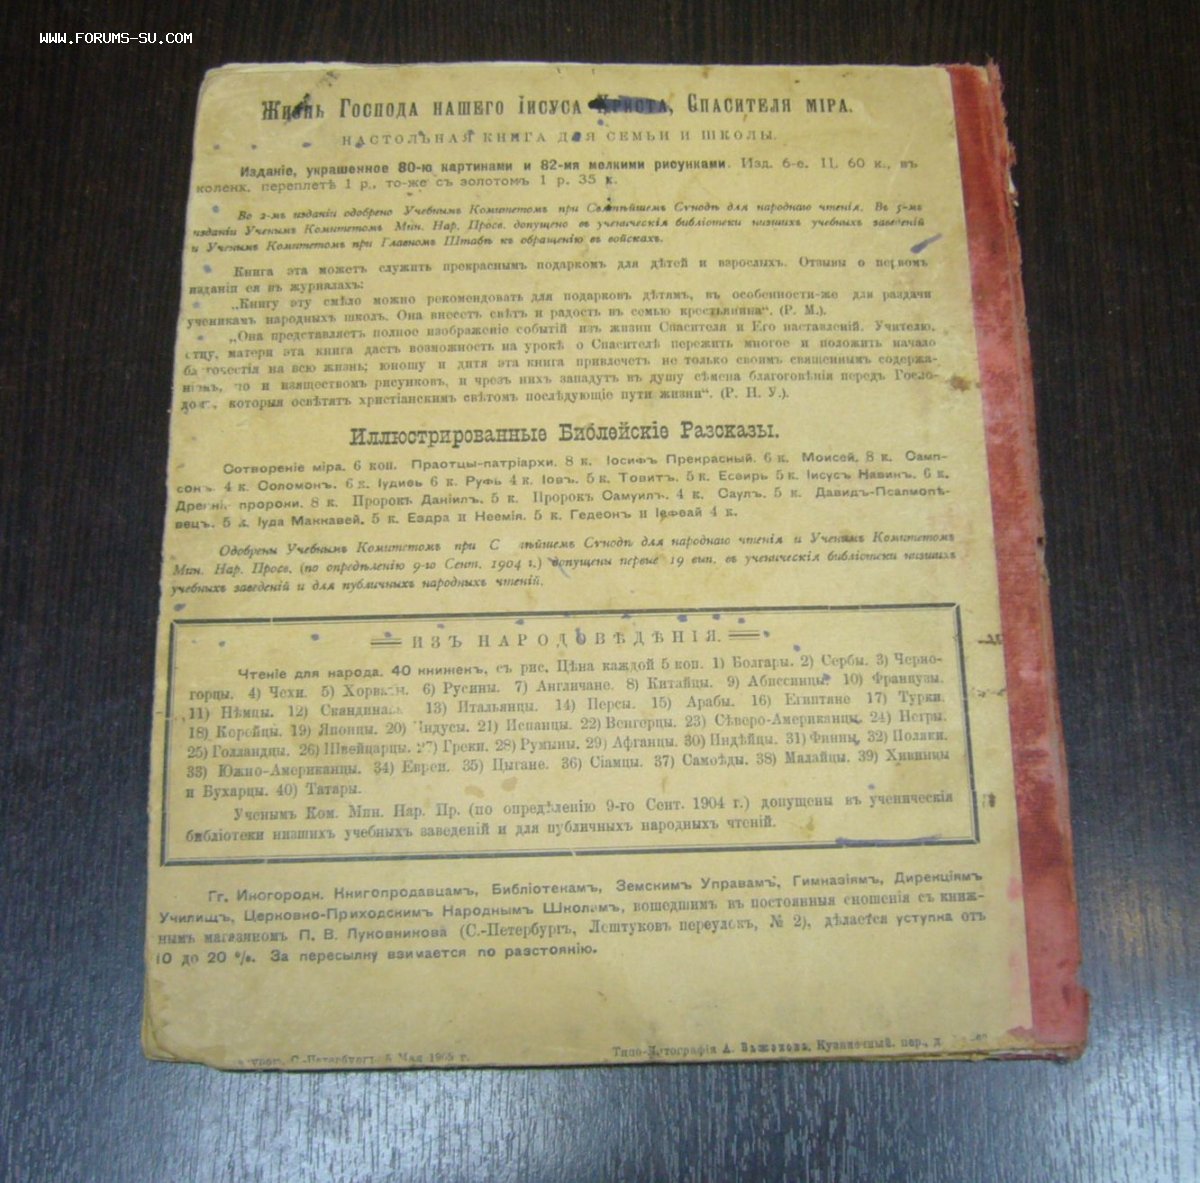 WWW.FORUMS-SU.COM
Жизнь Господа нашего Іисуса Христа, Спасителя міра.
НАСТОЛЬНАЯ КНИГА ДЛЯ СЕМЬИ И ШКОЛЫ.
Изданіе, украшенное 80-ю картинами и 82-мя мелкими рисунками. Изд. 6-е. Ц. 60 к., въ
коленк. переплетѣ 1 р., то-же съ золотомъ 1 р. 35 к.
Во 2-мъ изданіи одобрено Учебнымъ Комитетомъ при Святѣйшемъ Сѵнодѣ для народнаго чтенія. Въ 5-мъ
изданіи Ученымъ Комитетомъ Мин. Нар. Просв. допущено въ ученическія библіотеки низшихъ учебныхъ заведеній
и Ученымъ Комитетомъ при Главномъ Штабѣ къ обращенію въ войскахъ.
Книга эта можетъ служить прекраснымъ подаркомъ для дѣтей и взрослыхъ. Отзывы о первомъ
изданіи ея въ журналахъ:
„Книгу эту смѣло можно рекомендовать для подарковъ дѣтямъ, въ особенности-же для раздачи
ученикамъ народныхъ школъ. Она внесетъ свѣтъ и радость въ семью крестьянина“. (Р. М.).
„Она представляетъ полное изображеніе событій изъ жизни Спасителя и Его наставленій. Учителю,
отцу, матери эта книга дастъ возможность на урокѣ о Спасителѣ пережить многое и положить начало
благочестія на всю жизнь; юношу и дитя эта книга привлечетъ не только своимъ священнымъ содержа-
ніемъ, но и изяществомъ рисунковъ, и чрезъ нихъ западутъ въ душу сѣмена благоговѣнія передъ Госпо-
домъ, которыя освѣтятъ христіанскимъ свѣтомъ послѣдующіе пути жизни“. (Р. Н. У.).
Иллюстрированные Библейскіе Разсказы.
Сотвореніе міра. 6 коп. Праотцы-патріархи. 8 к. Іосифъ Прекрасный. 6 к. Моисей. 8 к. Самп-
сонъ. 4 к. Соломонъ. 6 к. Іудиѳь 6 к. Руѳь 4 к. Іовъ. 5 к. Товитъ. 5 к. Есѳирь 5 к. Іисусъ Навинъ. 6 к.
Древніе пророки. 8 к. Пророкъ Даніилъ. 5 к. Пророкъ Самуилъ. 4 к. Саулъ. 5 к. Давидъ-Псалмопѣ-
вецъ. 5 к. Іуда Маккавей. 5 к. Ездра и Неемія. 5 к. Гедеонъ и Іефѳай 4 к.
Одобрены Учебнымъ Комитетомъ при Святѣйшемъ Сѵнодѣ для народнаго чтенія и Ученымъ Комитетомъ
Мин. Нар. Просв. (по опредѣленію 9-го Сент. 1904 г.) допущены первые 19 вып. въ ученическія библіотеки низшихъ
учебныхъ заведеній и для публичныхъ народныхъ чтеній.
ИЗЪ НАРОДОВѢДѢНІЯ.
Чтеніе для народа. 40 книжекъ, съ рис. Цѣна каждой 5 коп. 1) Болгары. 2) Сербы. 3) Черно-
горцы. 4) Чехи. 5) Хорваты. 6) Русины. 7) Англичане. 8) Китайцы. 9) Абиссинцы. 10) Французы.
11) Нѣмцы. 12) Скандинавы. 13) Итальянцы. 14) Персы. 15) Арабы. 16) Египтяне 17) Турки.
18) Корейцы. 19) Японцы. 20) Индусы. 21) Испанцы. 22) Венгерцы. 23) Сѣверо-Американцы. 24) Негры.
25) Голландцы. 26) Швейцарцы. 27) Греки. 28) Румыны. 29) Афганцы. 30) Индѣйцы. 31) Финны. 32) Поляки.
33) Южно-Американцы. 34) Евреи. 35) Цыгане. 36) Сіамцы. 37) Самоѣды. 38) Малайцы. 39) Хивинцы
и Бухарцы. 40) Татары.
Ученымъ Ком. Мин. Нар. Пр. (по опредѣленію 9-го Сент. 1904 г.) допущены въ ученическія
библіотеки низшихъ учебныхъ заведеній и для публичныхъ народныхъ чтеній.
Гг. Иногородн. Книгопродавцамъ, Библіотекамъ, Земскимъ Управамъ, Гимназіямъ, Дирекціямъ
Училищъ, Церковно-Приходскимъ Народнымъ Школамъ, вошедшимъ въ постоянныя сношенія съ книж-
нымъ магазиномъ П. В. Луковникова (С.-Петербургъ, Лештуковъ переулокъ, № 2), дѣлается уступка отъ
10 до 20 %. За пересылку взимается по разстоянію.
С.-Петербургъ, 5 Мая 1905 г.
Типо-Литографія А. Кузнечный. пер., д